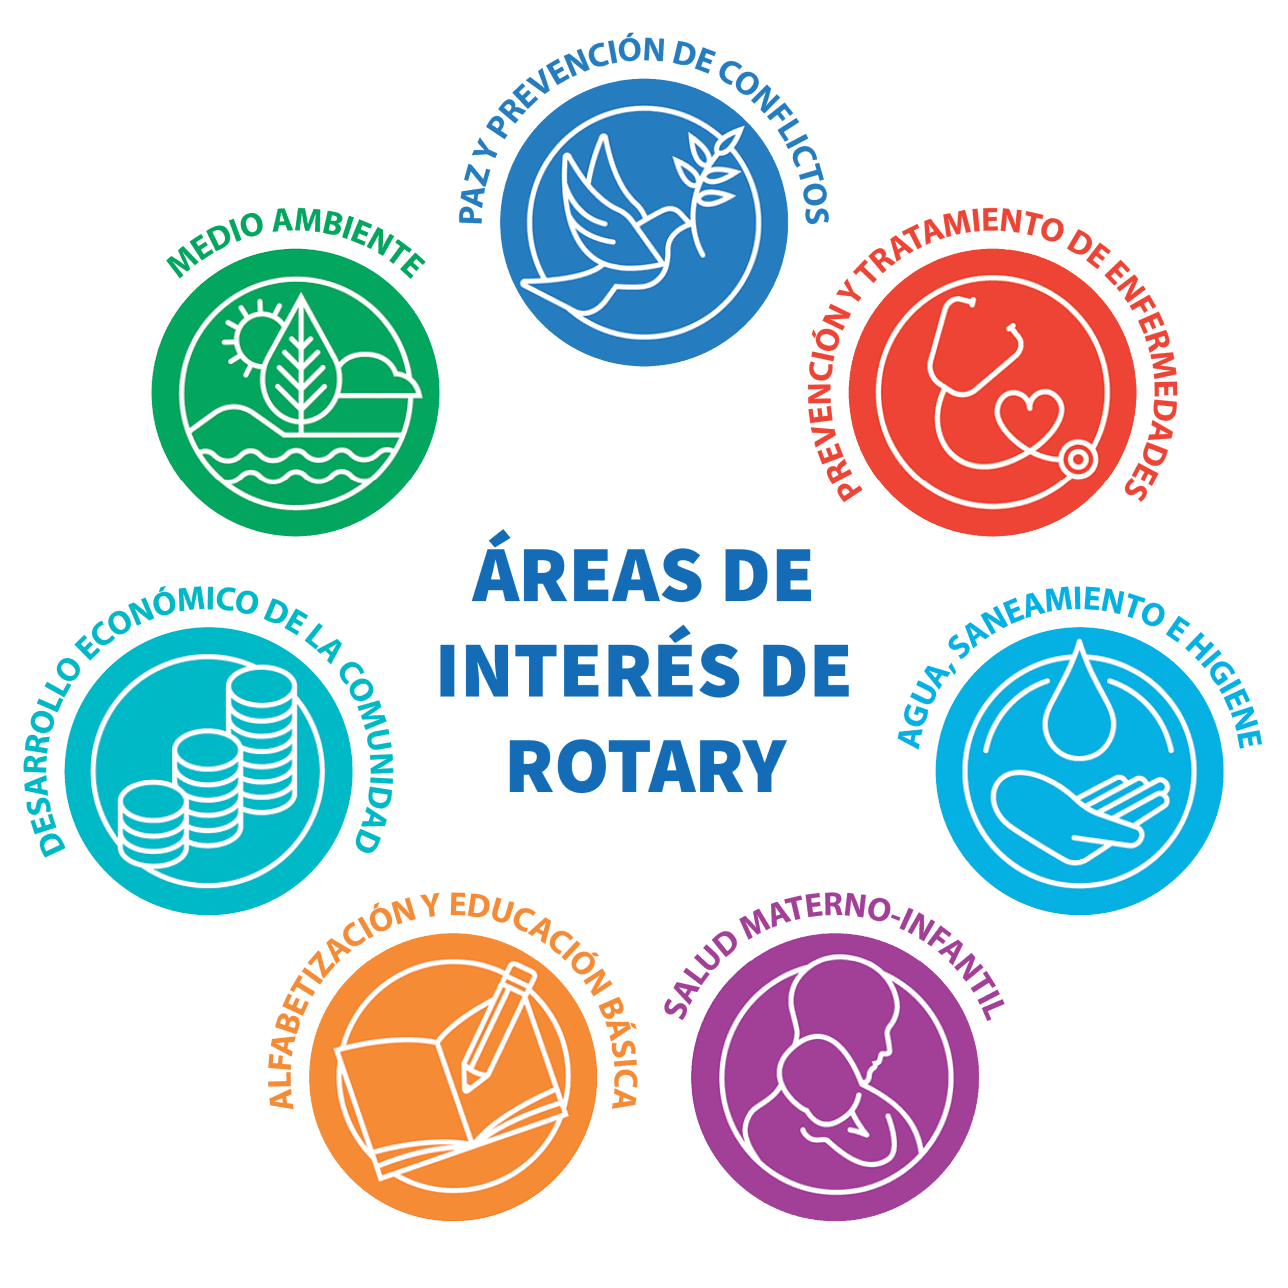 PAZ Y PREVENCIÓN DE CONFLICTOS
PREVENCIÓN Y TRATAMIENTO DE ENFERMEDADES
AGUA, SANEAMIENTO E HIGIENE
SALUD MATERNO-INFANTIL
ALFABETIZACIÓN Y EDUCACIÓN BÁSICA
DESARROLLO ECONÓMICO DE LA COMUNIDAD
MEDIO AMBIENTE
ÁREAS DE
INTERÉS DE
ROTARY